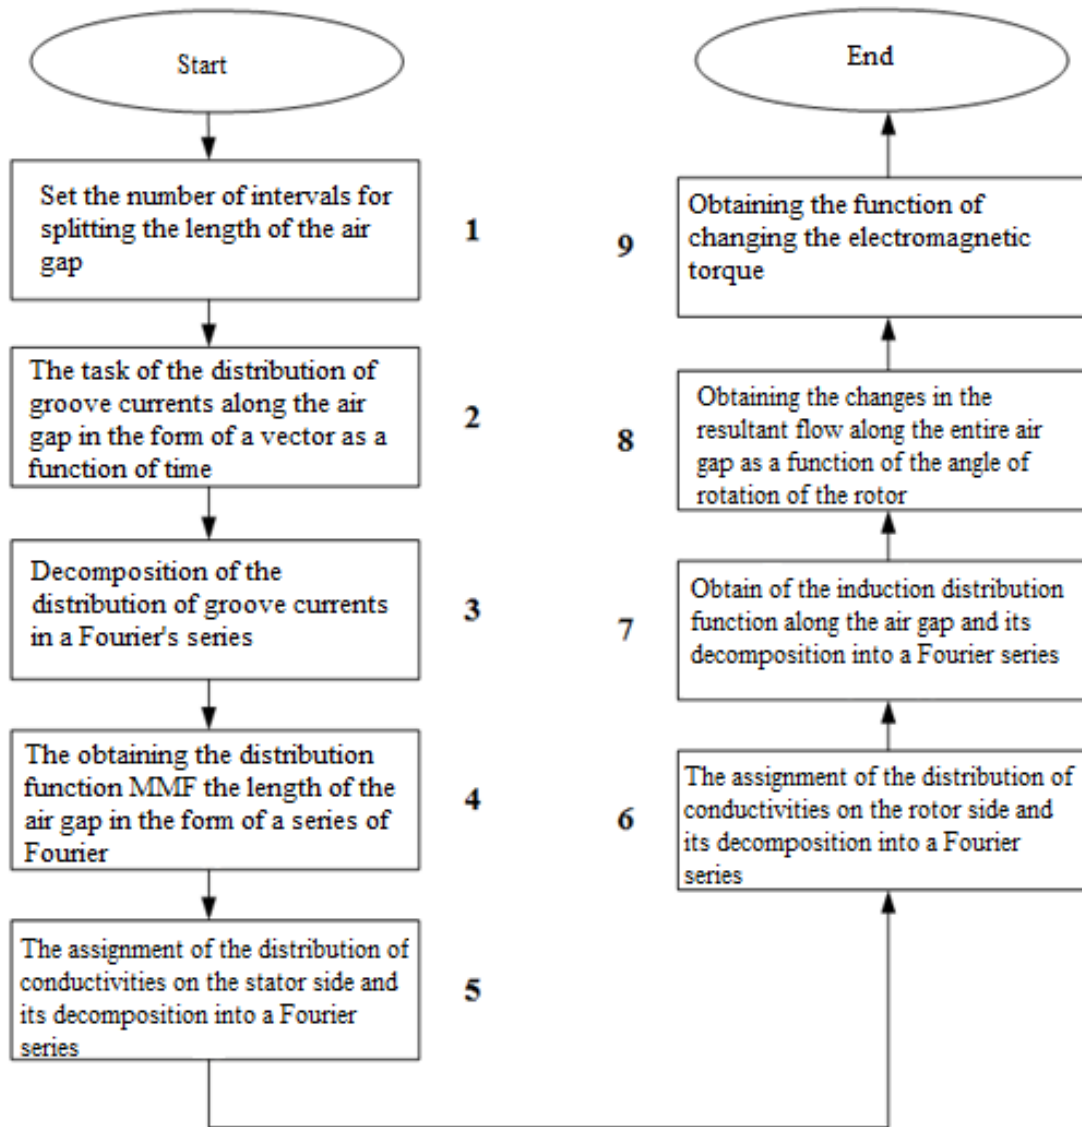 Start
Set the number of intervals for
splitting the length of the air
gap
1
The task of the distribution of
groove currents along the air
gap in the form of a vector as a
function of time
2
Decomposition of the
distribution of groove currents
in a Fourier's series
3
The obtaining the distribution
function MMF the length of the
air gap in the form of a series of
Fourier
4
The assignment of the distribution of
conductivities on the stator side and
its decomposition into a Fourier
series
5
The assignment of the distribution of
conductivities on the rotor side and
its decomposition into a Fourier
series
6
Obtain of the induction distribution
function along the air gap and its
decomposition into a Fourier series
7
Obtaining the changes in the
resultant flow along the entire air
gap as a function of the angle of
rotation of the rotor
8
Obtaining the function of
changing the electromagnetic
torque
9
End